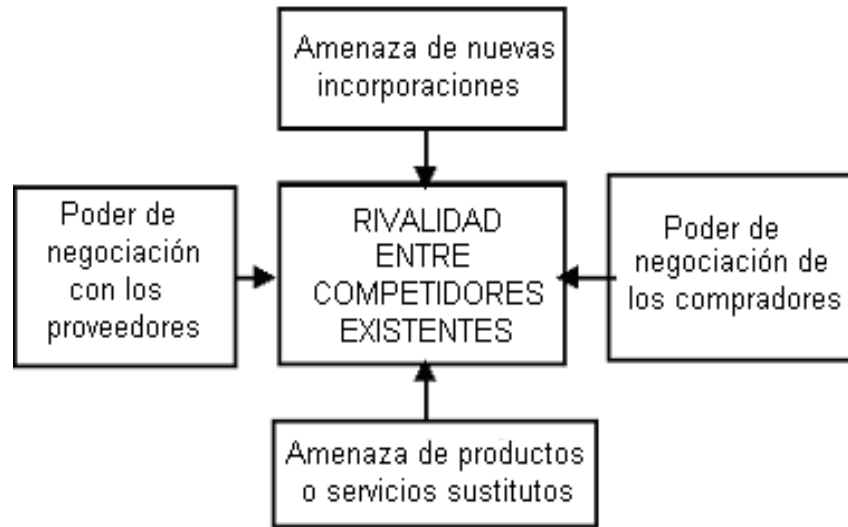 Amenaza de nuevas
incorporaciones
Poder de
negociación
con los
proveedores
RIVALIDAD
ENTRE
COMPETIDORES
EXISTENTES
Poder de
negociación de
los compradores
Amenaza de productos
o servicios sustitutos